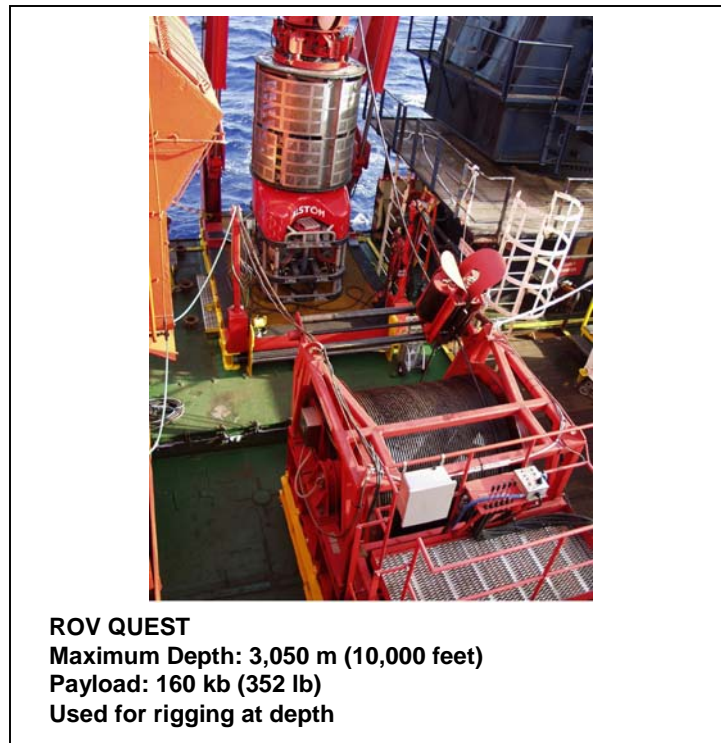 ALSTOM
ROV QUEST
Maximum Depth: 3,050 m (10,000 feet)
Payload: 160 kb (352 lb)
Used for rigging at depth